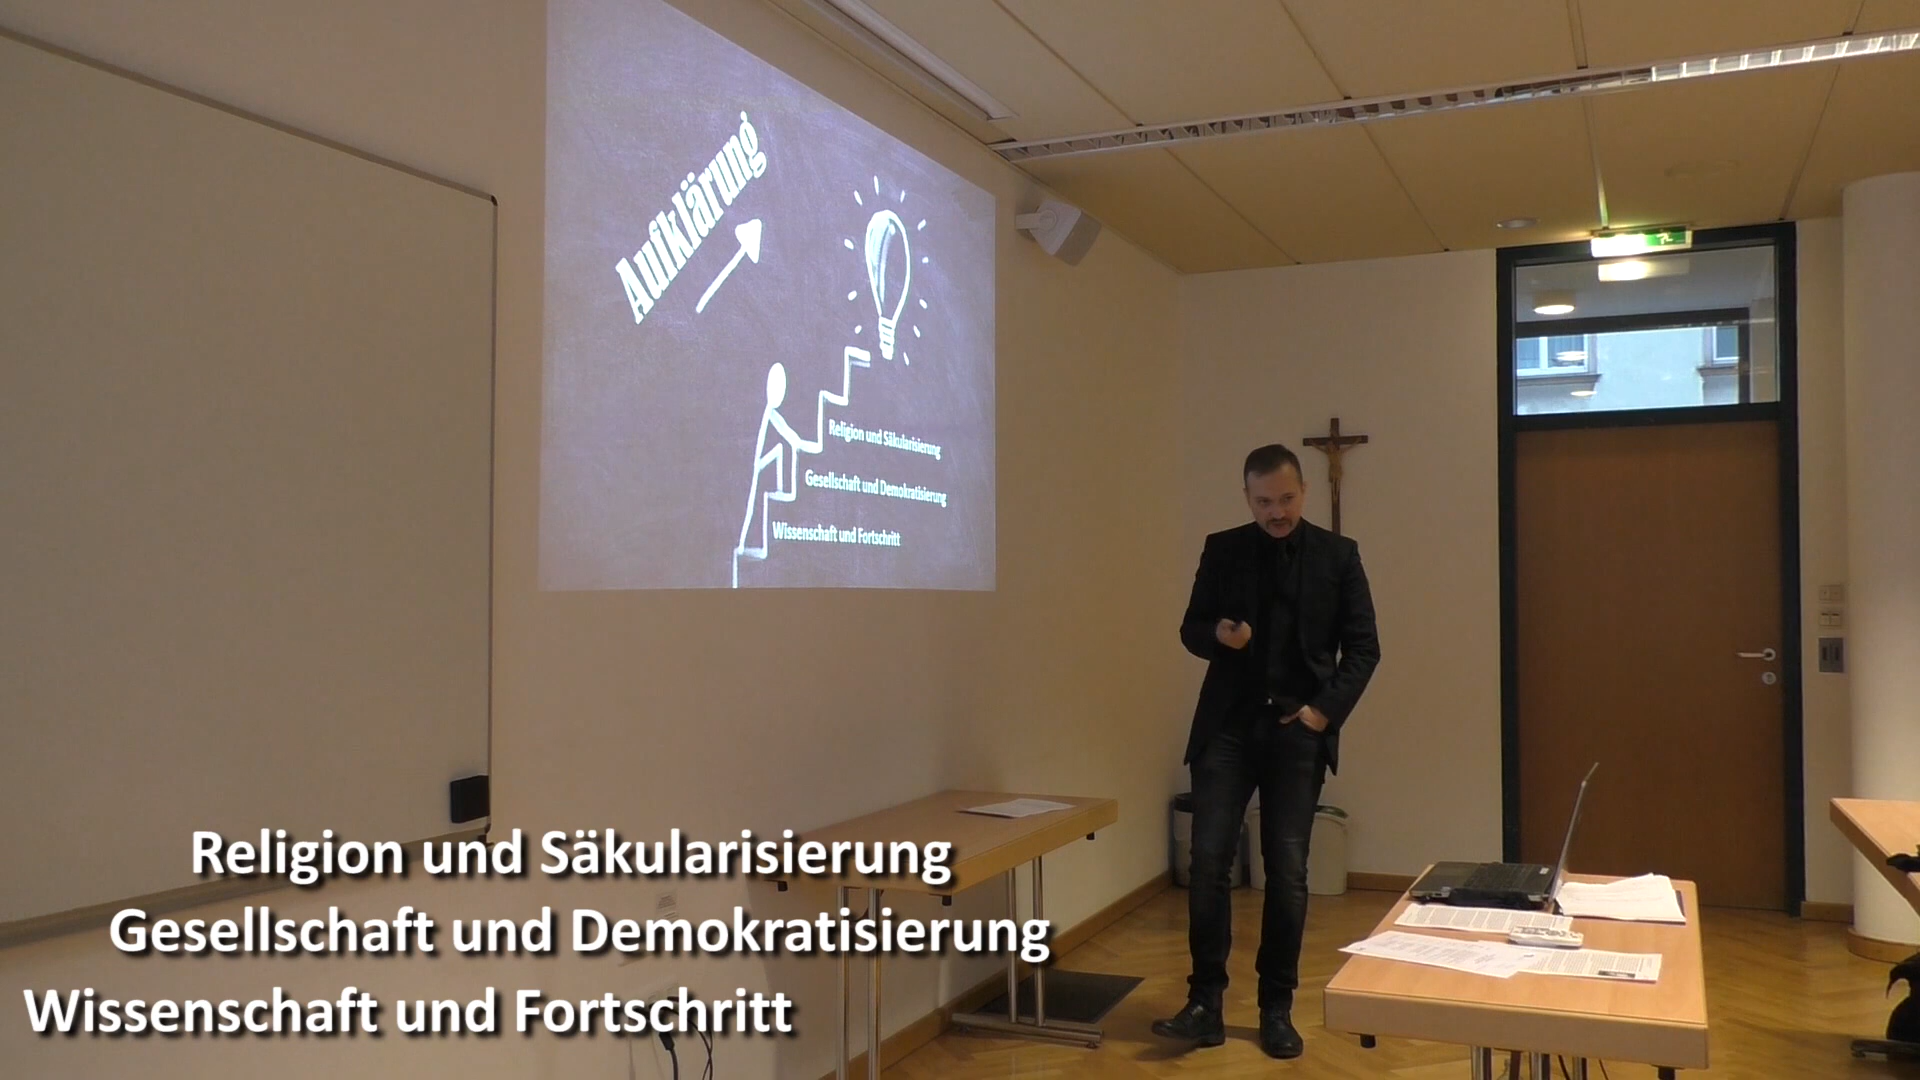 Aufklärung
Religion und Säkularisierung
Gesellschaft und Demokratisierung
Wissenschaft und Fortschritt
Religion und Säkularisierung
Gesellschaft und Demokratisierung
Wissenschaft und Fortschritt